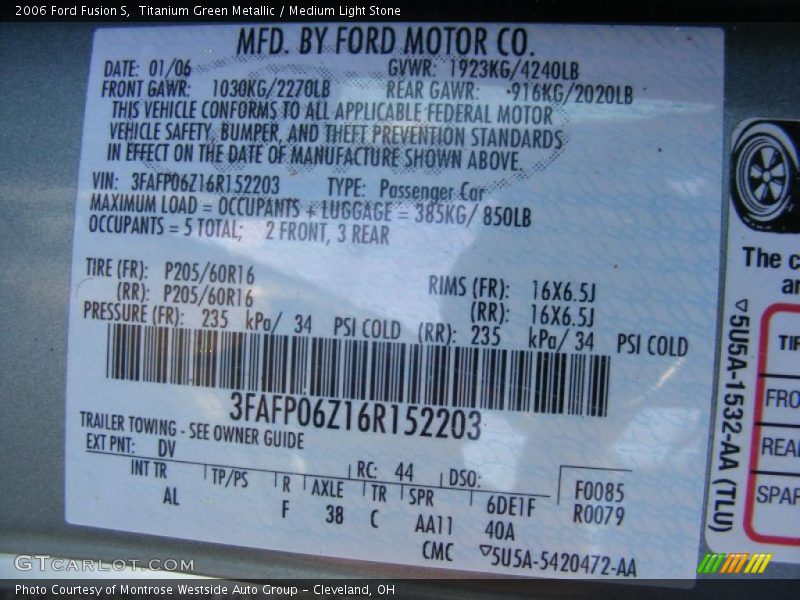 2006 Ford Fusion S, Titanium Green Metallic / Medium Light Stone
MFD. BY FORD MOTOR CO.
DATE: 01/06 GVWR: 1923KG/4240LB
FRONT GAWR: 1030KG/2270LB REAR GAWR: 916KG/2020LB
THIS VEHICLE CONFORMS TO ALL APPLICABLE FEDERAL MOTOR
VEHICLE SAFETY, BUMPER, AND THEFT PREVENTION STANDARDS
IN EFFECT ON THE DATE OF MANUFACTURE SHOWN ABOVE.
VIN: 3FAFP06Z16R152203 TYPE: Passenger Car
MAXIMUM LOAD = OCCUPANTS + LUGGAGE = 385KG/ 850LB
OCCUPANTS = 5 TOTAL; 2 FRONT, 3 REAR
TIRE (FR): P205/60R16 RIMS (FR): 16X6.5J
(RR): P205/60R16 (RR): 16X6.5J
PRESSURE (FR): 235 kPa/ 34 PSI COLD (RR): 235 kPa/ 34 PSI COLD
3FAFP06Z16R152203
TRAILER TOWING - SEE OWNER GUIDE
EXT PNT: DV RC: 44 DSO: F0085
INT TR TP/PS R AXLE TR SPR 6DE1F R0079
AL F 38 C AA11 40A
CMC ▽5U5A-5420472-AA
The c
ar
▽5U5A-1532-AA (TLU)
TIR
FRO
REA
SPAR
GTCarLot.com
Photo Courtesy of Montrose Westside Auto Group - Cleveland, OH